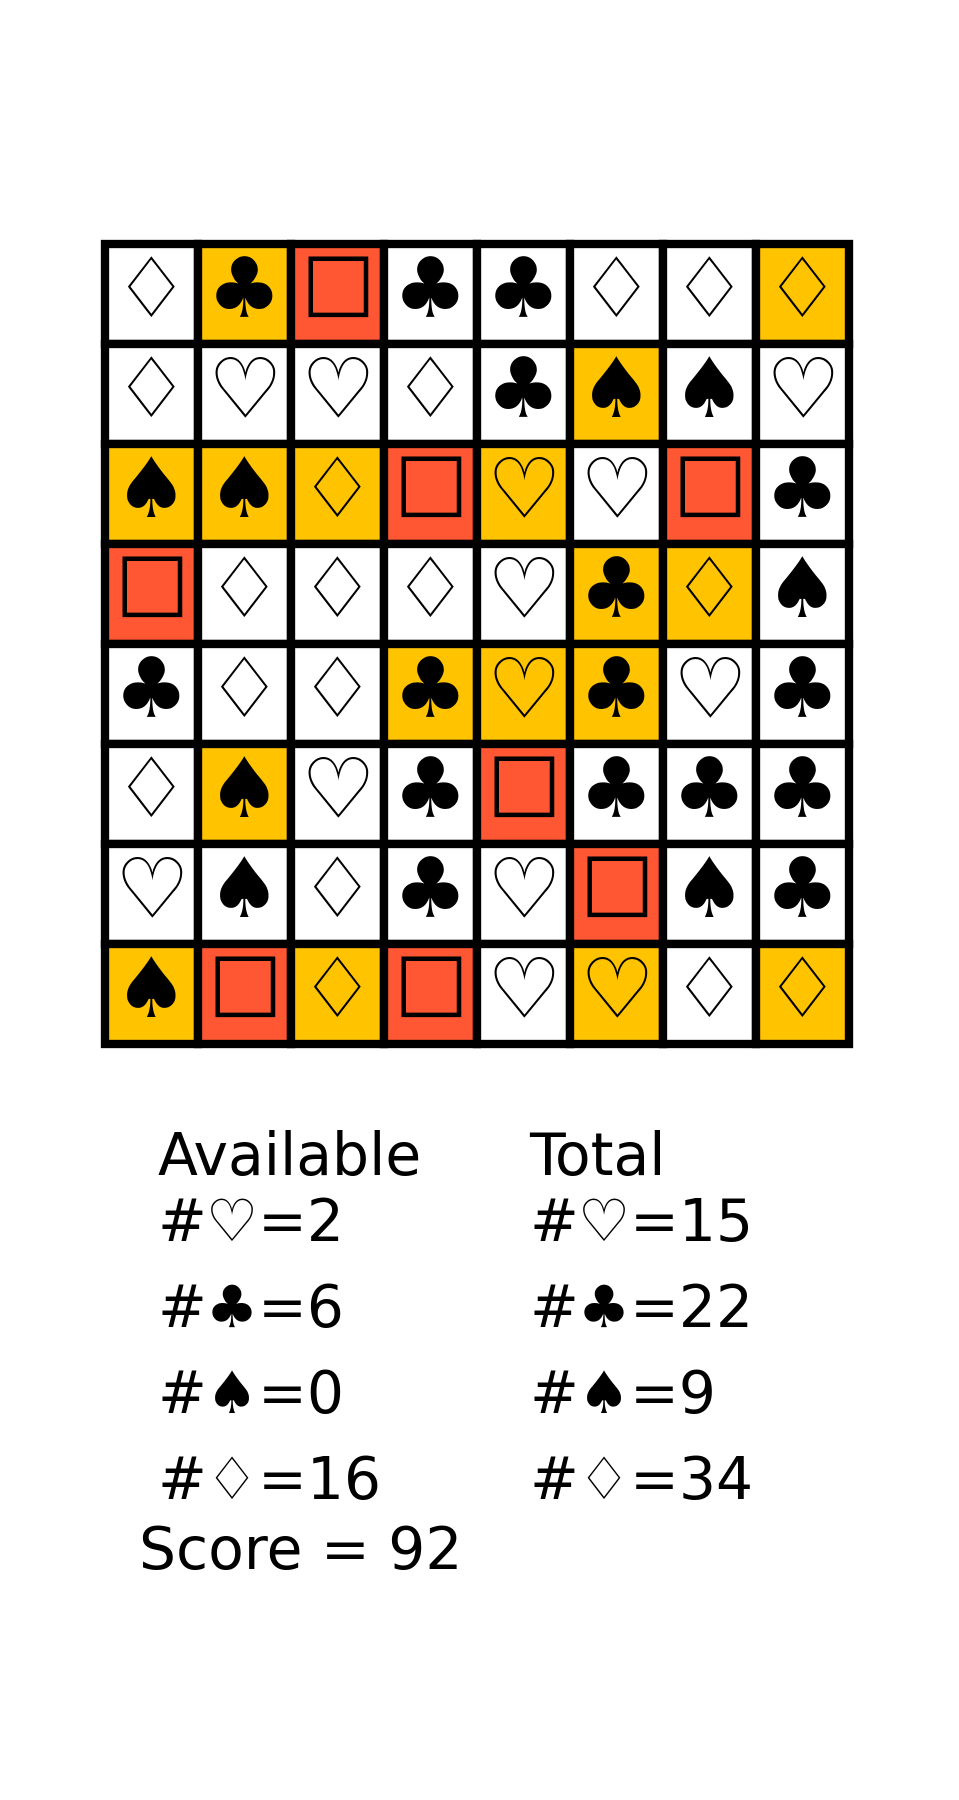 ♢ ♣ □ ♣ ♣ ♢ ♢ ♢
♢ ♡ ♡ ♢ ♣ ♠ ♠ ♡
♠ ♠ ♢ □ ♡ ♡ □ ♣
□ ♢ ♢ ♢ ♡ ♣ ♢ ♠
♣ ♢ ♢ ♣ ♡ ♣ ♡ ♣
♢ ♠ ♡ ♣ □ ♣ ♣ ♣
♡ ♠ ♢ ♣ ♡ □ ♠ ♣
♠ □ ♢ □ ♡ ♡ ♢ ♢
Available Total
#♡=2 #♡=15
#♣=6 #♣=22
#♠=0 #♠=9
#♢=16 #♢=34
Score = 92